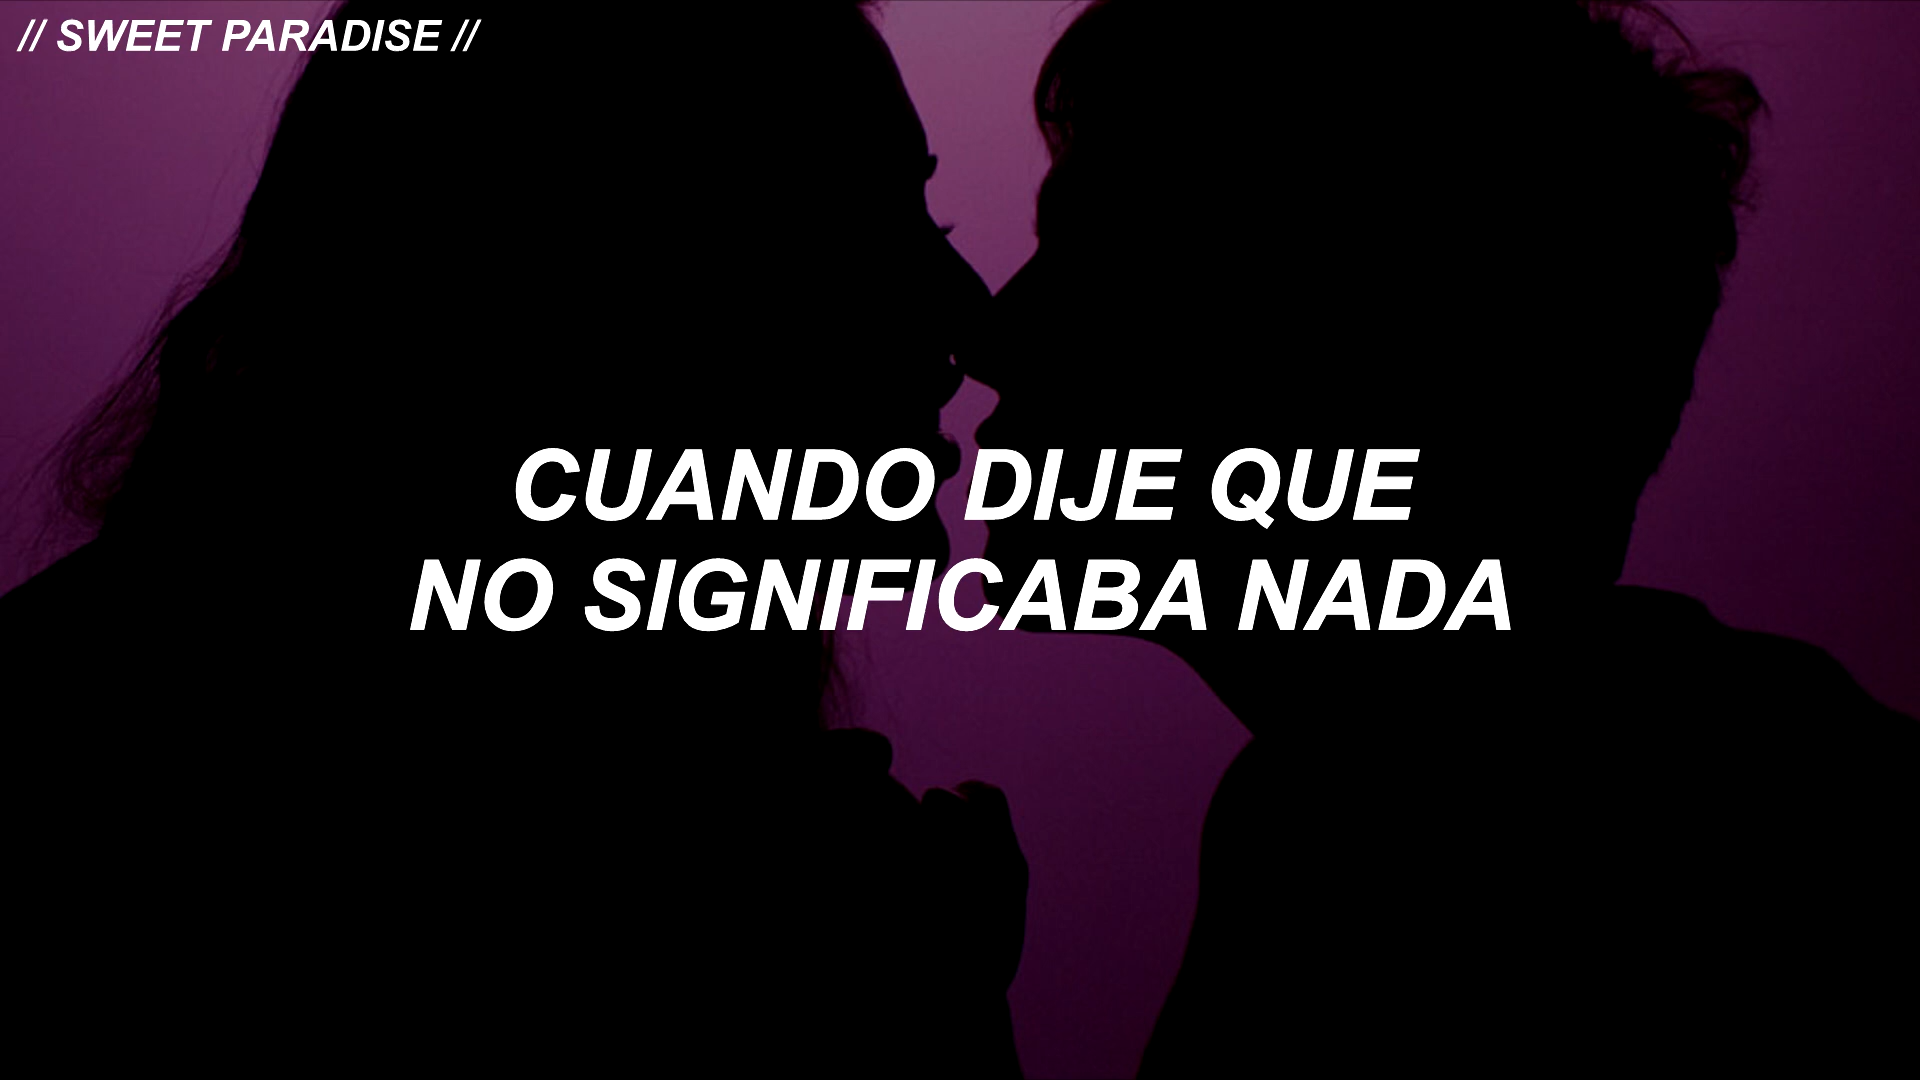 // SWEET PARADISE //
CUANDO DIJE QUE
NO SIGNIFICABA NADA